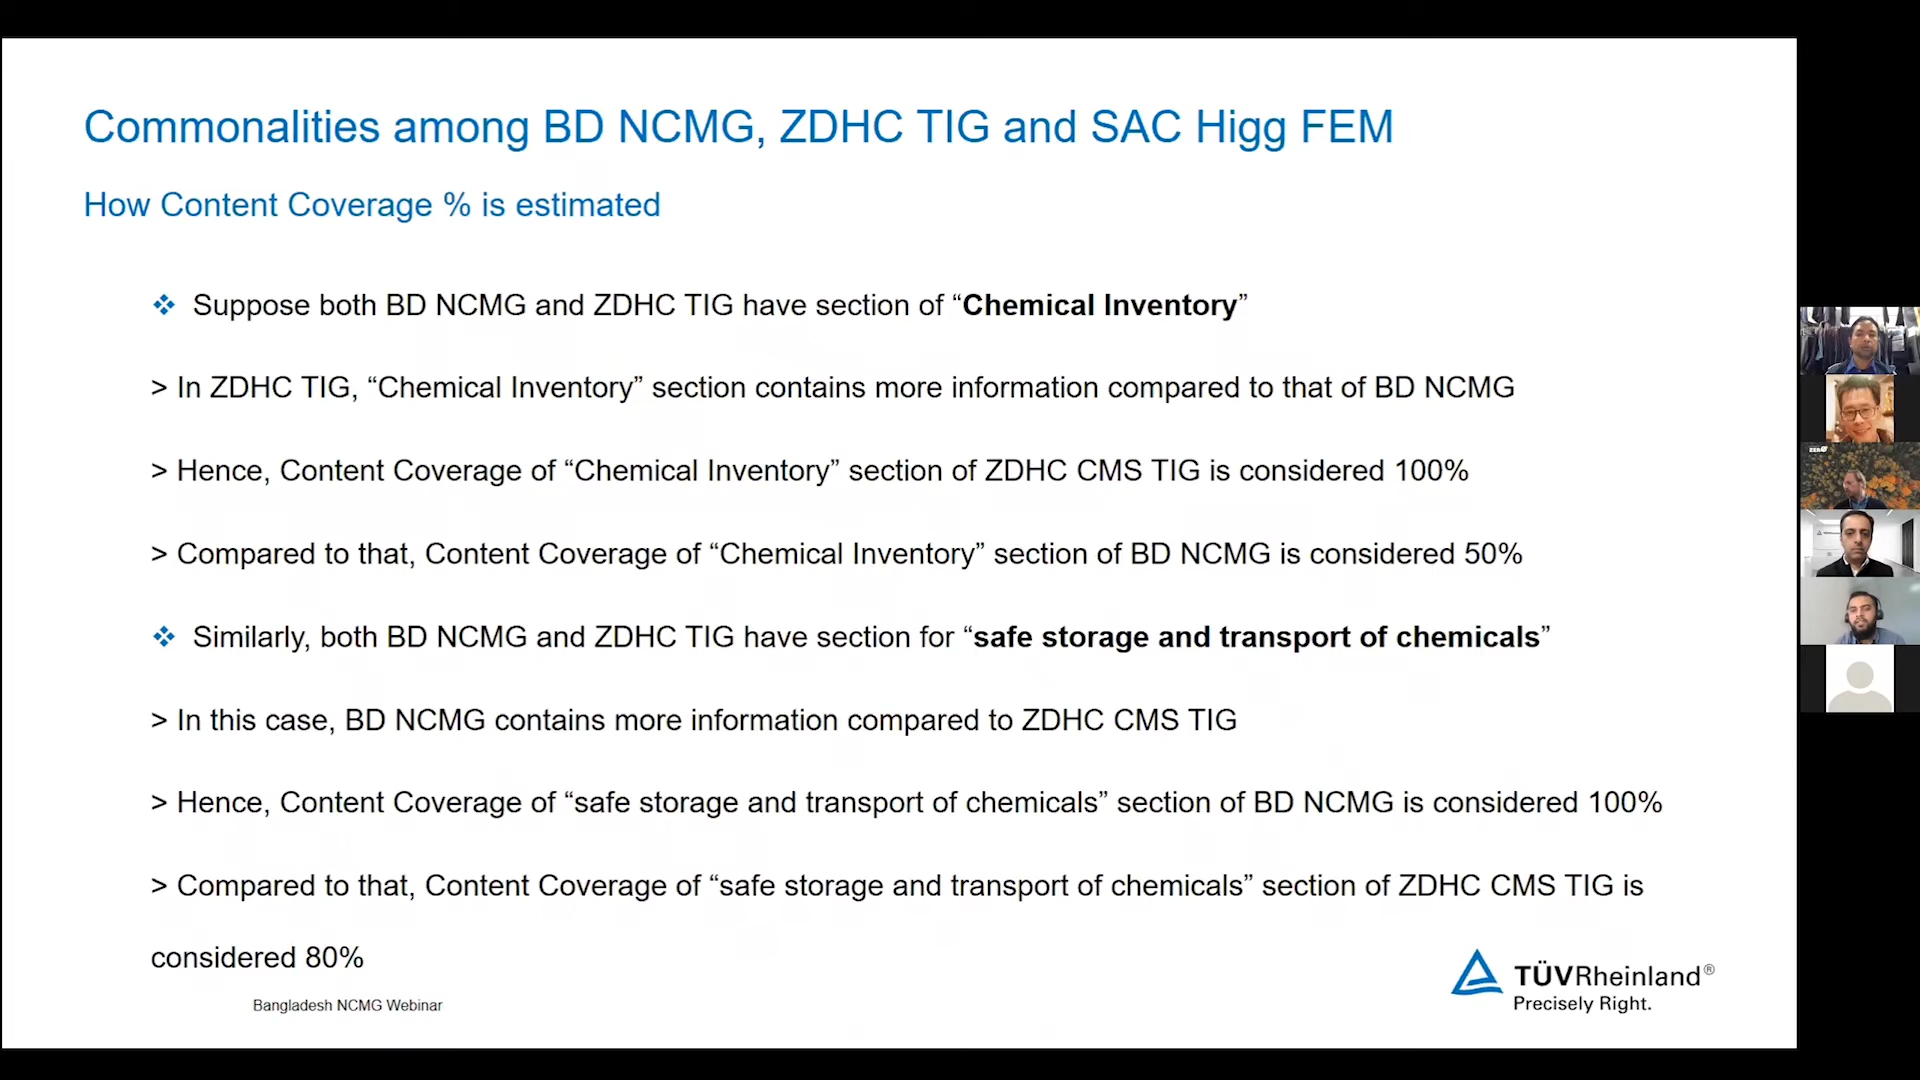 Commonalities among BD NCMG, ZDHC TIG and SAC Higg FEM
How Content Coverage % is estimated
❖ Suppose both BD NCMG and ZDHC TIG have section of “Chemical Inventory”
> In ZDHC TIG, “Chemical Inventory” section contains more information compared to that of BD NCMG
> Hence, Content Coverage of “Chemical Inventory” section of ZDHC CMS TIG is considered 100%
> Compared to that, Content Coverage of “Chemical Inventory” section of BD NCMG is considered 50%
❖ Similarly, both BD NCMG and ZDHC TIG have section for “safe storage and transport of chemicals”
> In this case, BD NCMG contains more information compared to ZDHC CMS TIG
> Hence, Content Coverage of “safe storage and transport of chemicals” section of BD NCMG is considered 100%
> Compared to that, Content Coverage of “safe storage and transport of chemicals” section of ZDHC CMS TIG is
considered 80%
Bangladesh NCMG Webinar
TÜVRheinland®
Precisely Right.